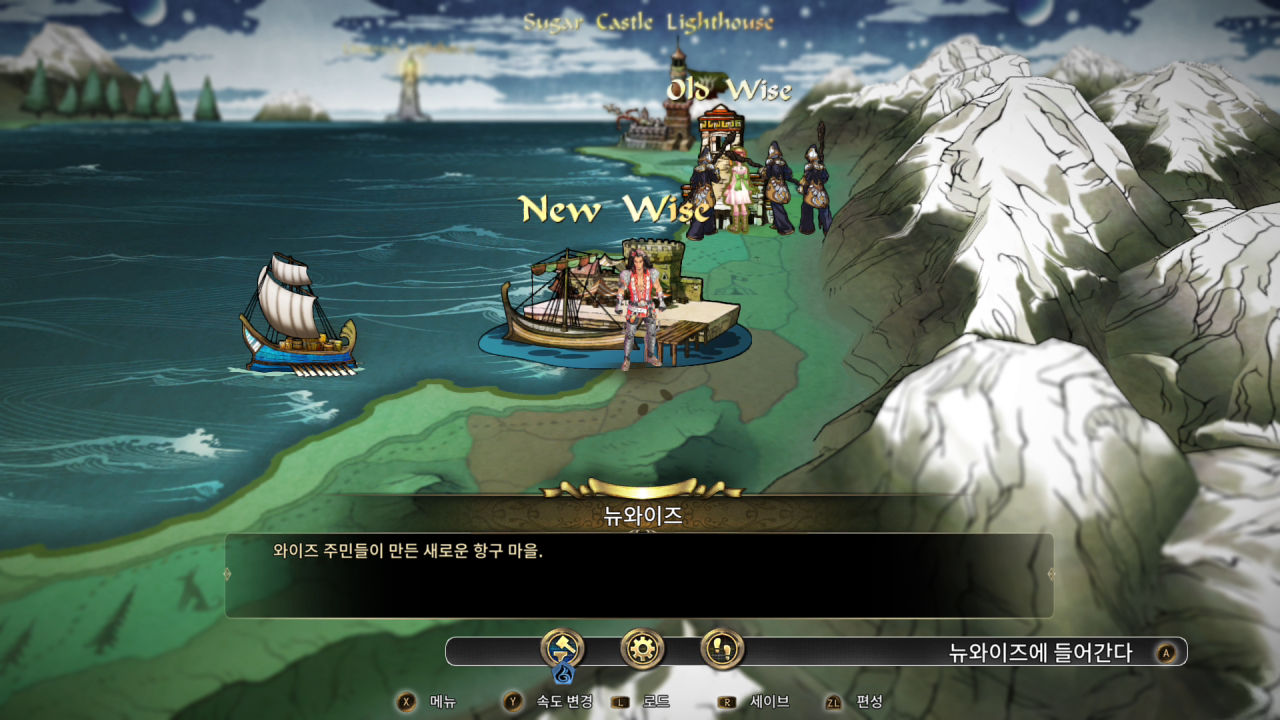 Sugar Castle Lighthouse
Old Wise
New Wise
뉴와이즈
와이즈 주민들이 만든 새로운 항구 마을.
뉴와이즈에 들어간다 A
X 메뉴 Y 속도 변경 L 로드 R 세이브 ZL 편성